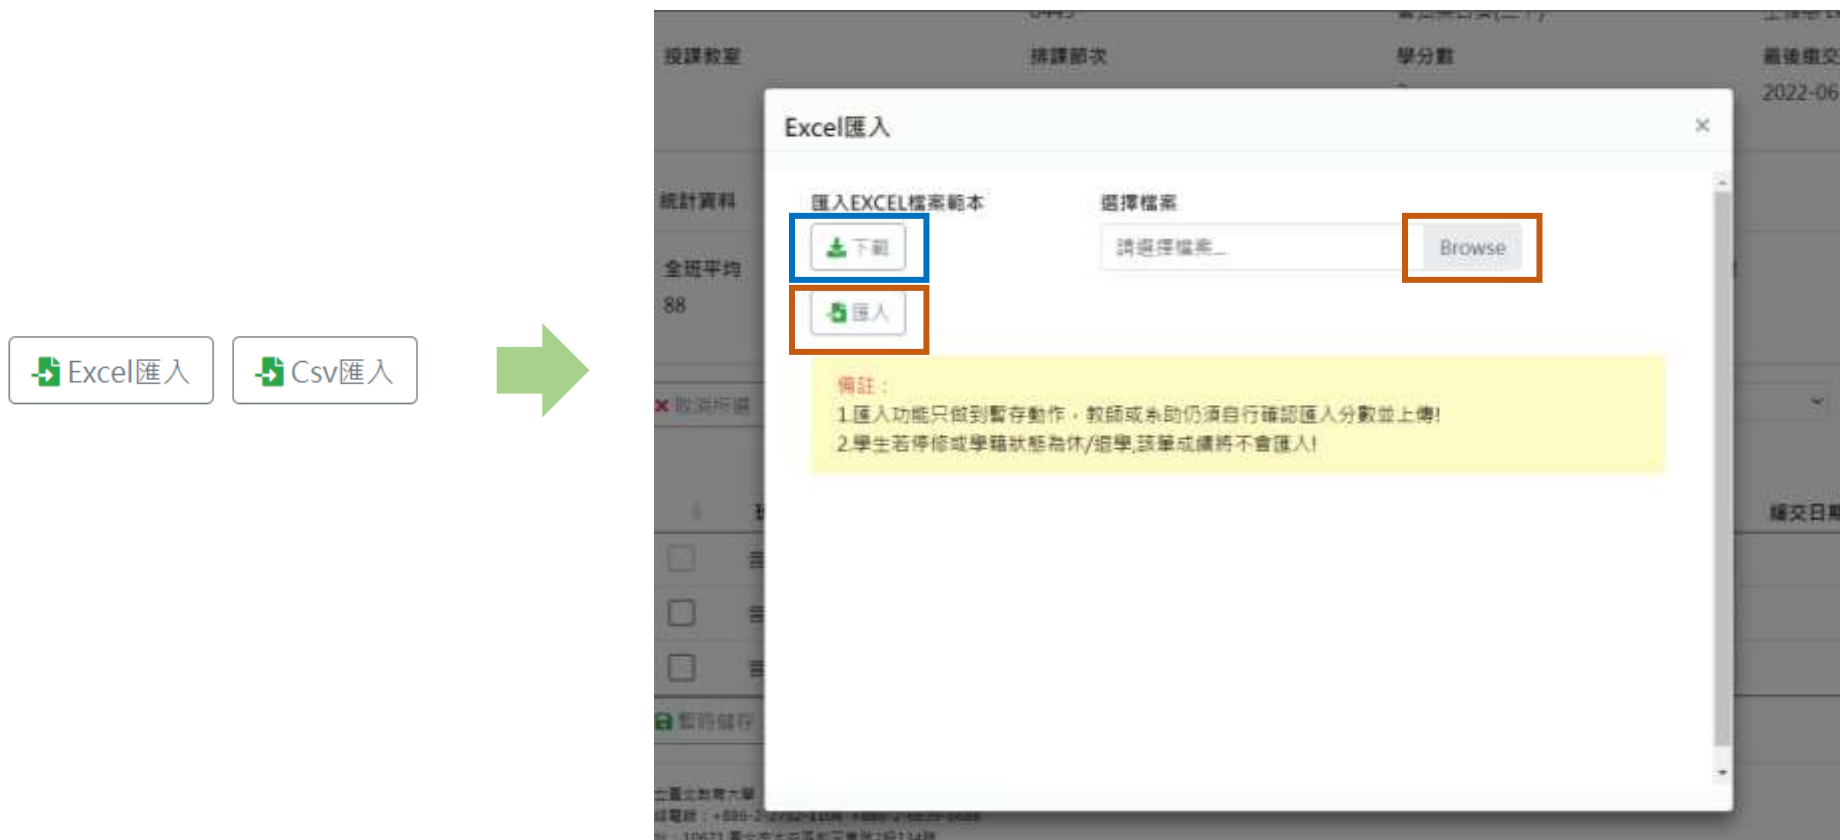 Excel匯入
Csv匯入
授課教室
排課節次
學分數
最後繳交
2022-06
Excel匯入
×
統計資料
匯入EXCEL檔案範本
選擇檔案
下載
請選擇檔案...
Browse
全班平均
88
匯入
備註：
1.匯入功能只做到暫存動作，教師或系助仍須自行確認匯入分數並上傳!
2.學生若停修或學籍狀態為休/退學,該筆成績將不會匯入!
取消所選
繳交日期
暫時儲存